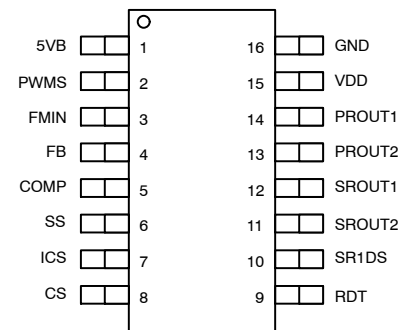 5VB 1 16 GND
PWMS 2 15 VDD
FMIN 3 14 PROUT1
FB 4 13 PROUT2
COMP 5 12 SROUT1
SS 6 11 SROUT2
ICS 7 10 SR1DS
CS 8 9 RDT